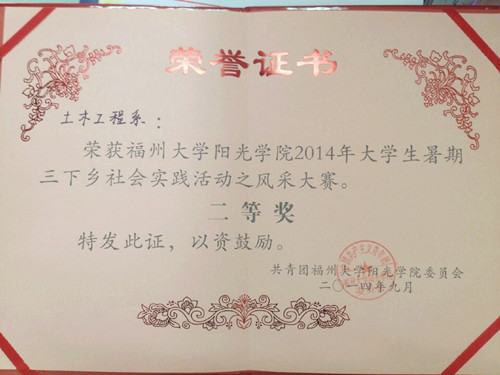 荣誉证书
土木工程系：
荣获福州大学阳光学院2014年大学生暑期
三下乡社会实践活动之风采大赛。
二等奖
特发此证，以资鼓励。
共青团福州大学阳光学院委员会
二〇一四年九月